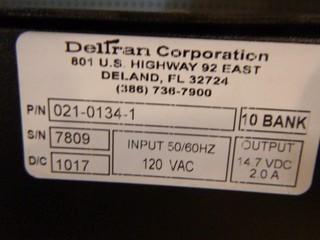 Deltran Corporation
801 U.S. HIGHWAY 92 EAST
DELAND, FL 32724
(386) 736-7900
P/N 021-0134-1 10 BANK
S/N 7809 INPUT 50/60HZ OUTPUT
D/C 1017 120 VAC 14.7 VDC
2.0 A